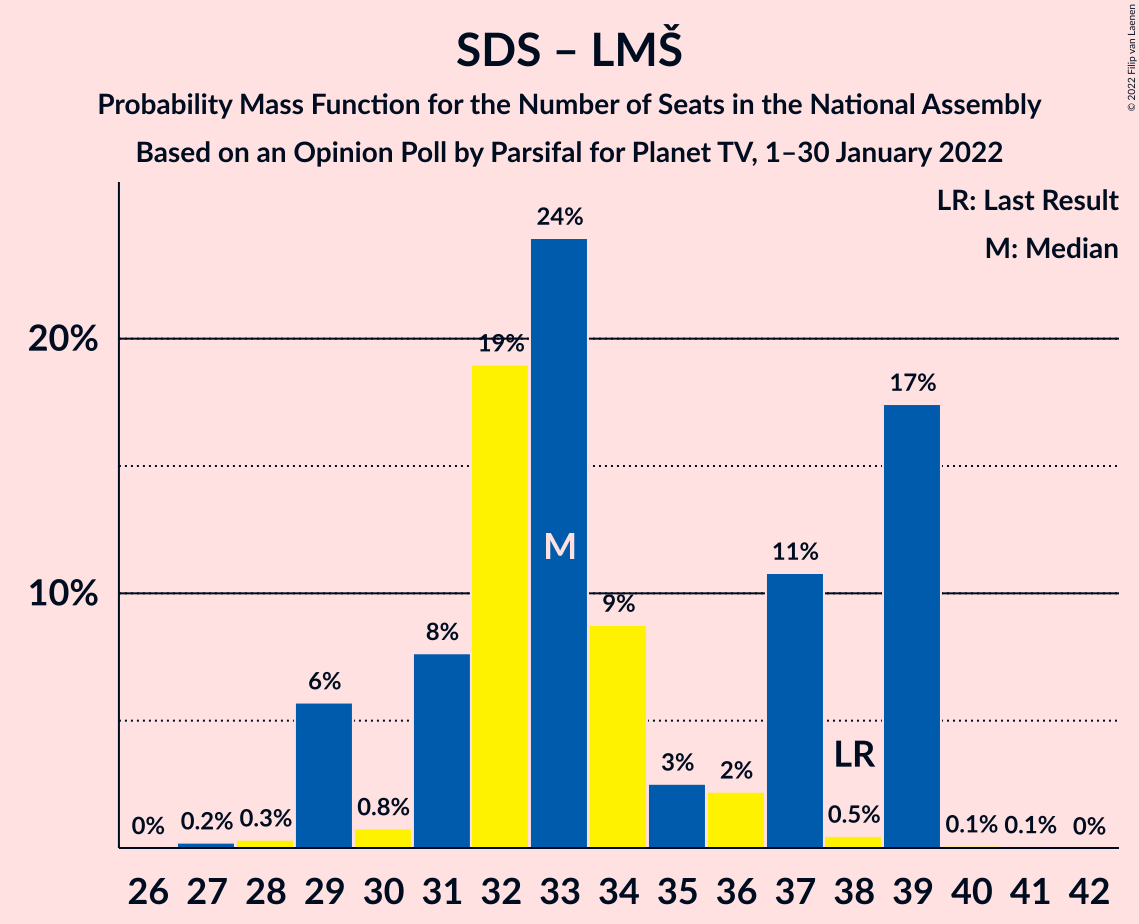 SDS – LMŠ
Probability Mass Function for the Number of Seats in the National Assembly
Based on an Opinion Poll by Parsifal for Planet TV, 1–30 January 2022
© 2022 Filip van Laenen
LR: Last Result
M: Median
20%
10%
0%
0.2%
0.3%
6%
0.8%
8%
19%
24%
M
9%
3%
2%
11%
LR
0.5%
17%
0.1%
0.1%
0%
26 27 28 29 30 31 32 33 34 35 36 37 38 39 40 41 42